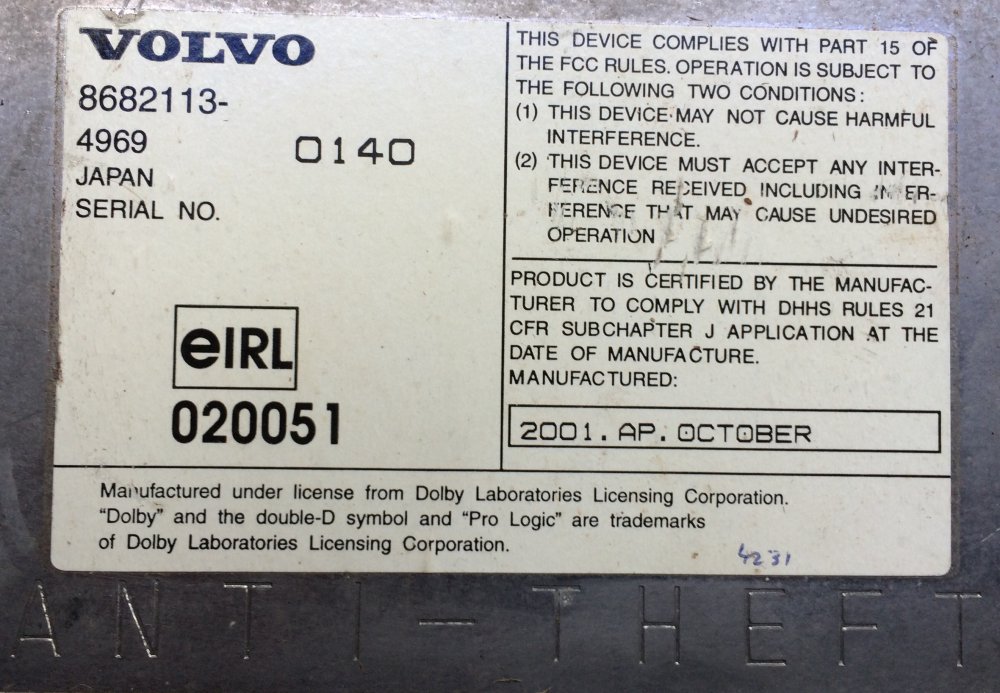 VOLVO
8682113-
4969
0140
JAPAN
SERIAL NO.
eIRL
020051
THIS DEVICE COMPLIES WITH PART 15 OF
THE FCC RULES. OPERATION IS SUBJECT TO
THE FOLLOWING TWO CONDITIONS:
(1) THIS DEVICE MAY NOT CAUSE HARMFUL
INTERFERENCE.
(2) THIS DEVICE MUST ACCEPT ANY INTER-
FERENCE RECEIVED INCLUDING INTER-
FERENCE THAT MAY CAUSE UNDESIRED
OPERATION
PRODUCT IS CERTIFIED BY THE MANUFAC-
TURER TO COMPLY WITH DHHS RULES 21
CFR SUBCHAPTER J APPLICATION AT THE
DATE OF MANUFACTURE.
MANUFACTURED:
2001.AP.OCTOBER
Manufactured under license from Dolby Laboratories Licensing Corporation.
"Dolby" and the double-D symbol and "Pro Logic" are trademarks
of Dolby Laboratories Licensing Corporation.
4231
ANTI-THEFT